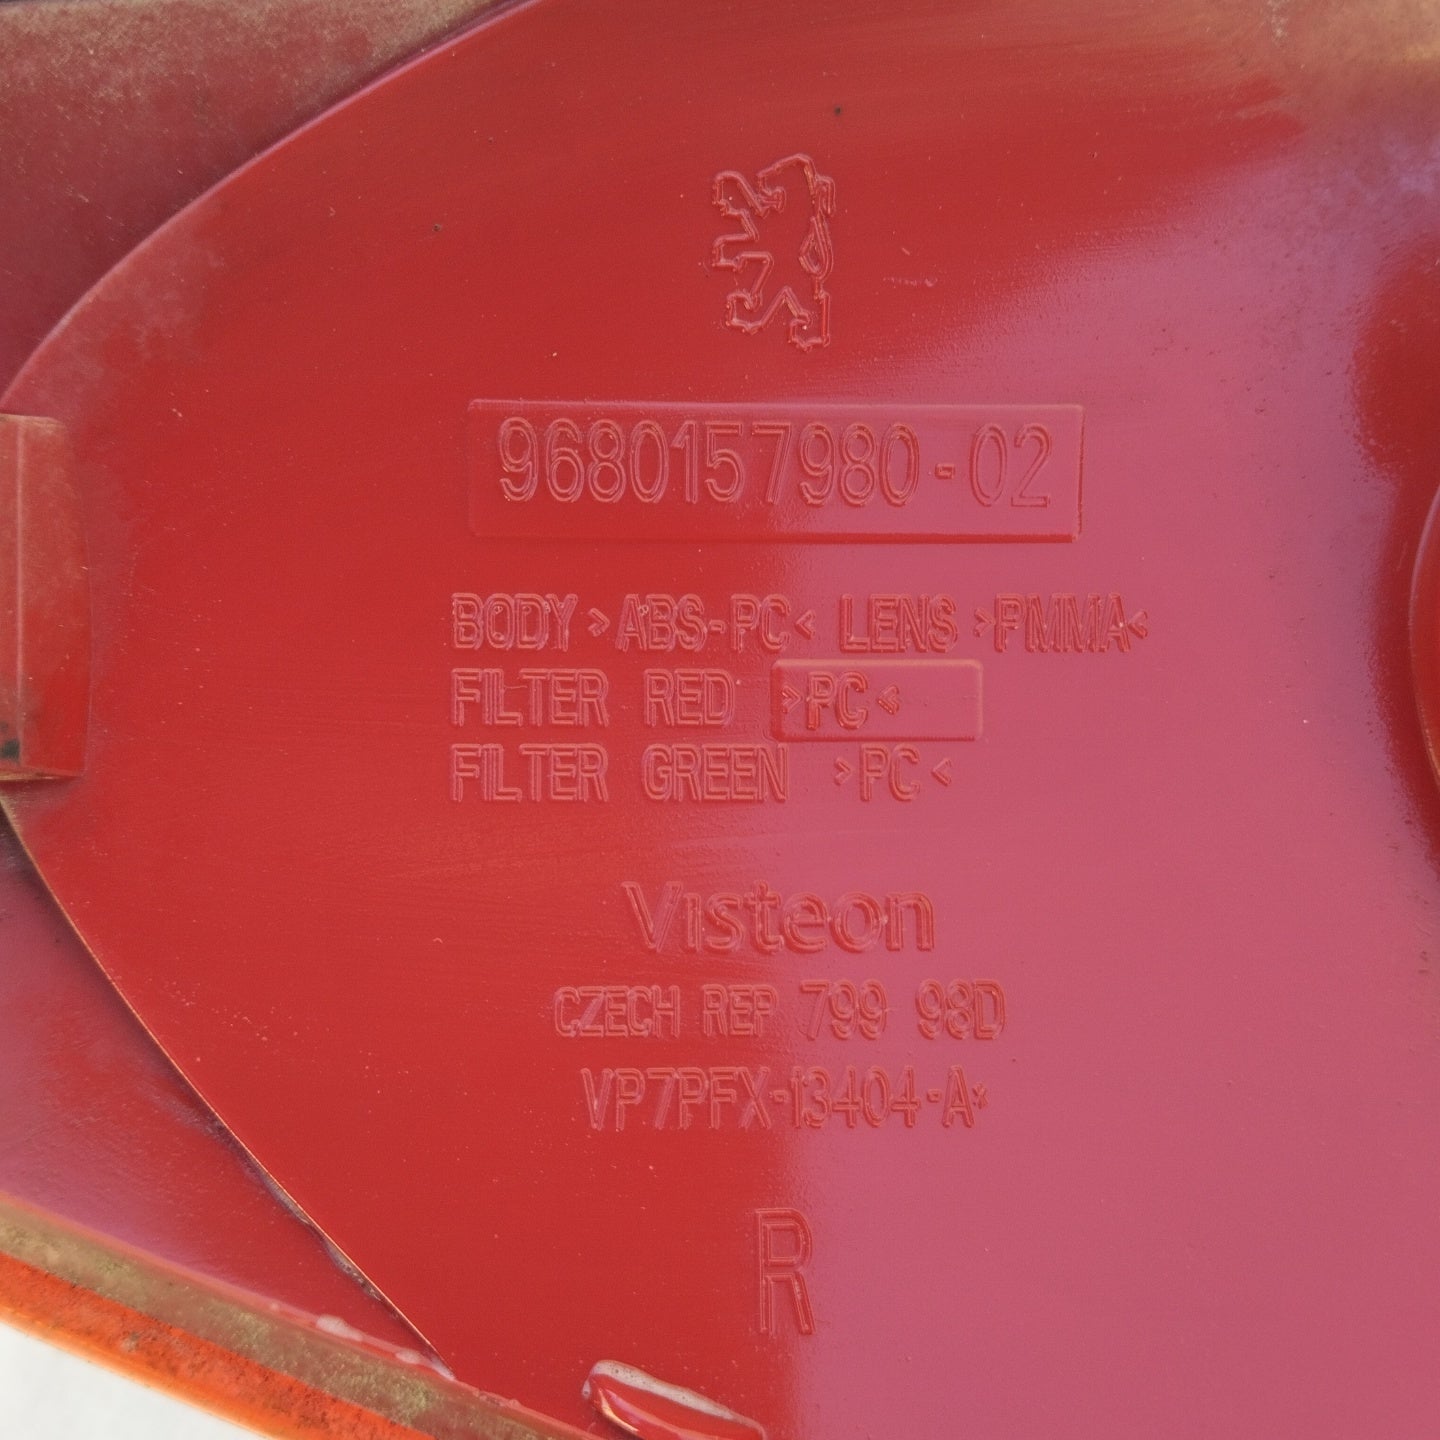 9680157980-02
BODY >ABS-PC< LENS >PMMA<
FILTER RED >PC<
FILTER GREEN >PC<
Visteon
CZECH REP 799 98D
VP7PFX-13404-A*
R